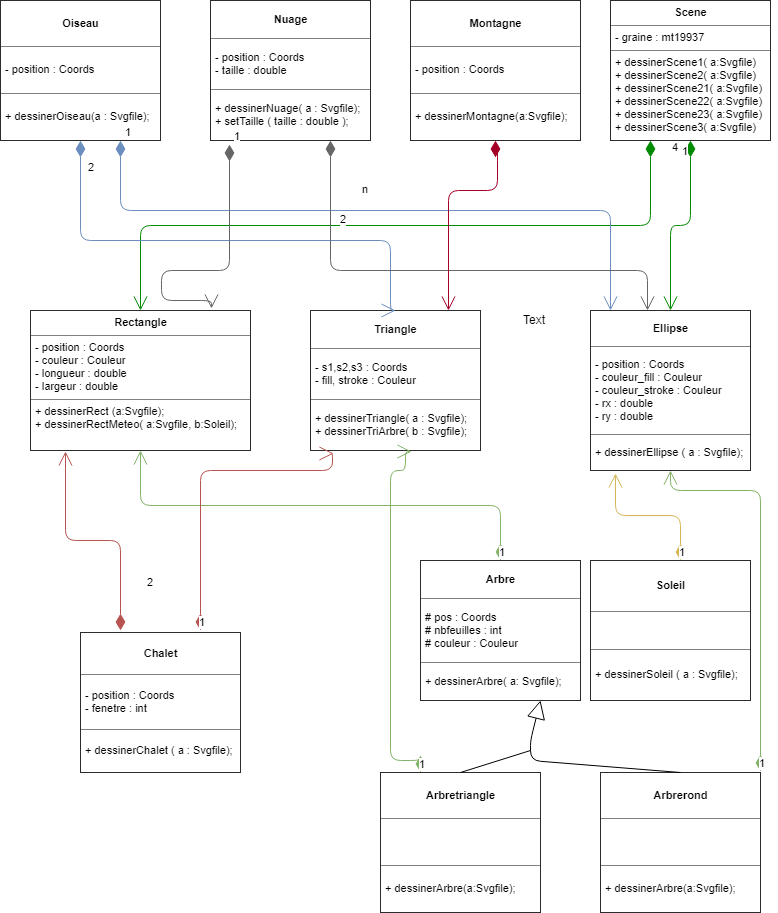 Oiseau
- position : Coords
+ dessinerOiseau(a : Svgfile);
Nuage
- position : Coords
- taille : double
+ dessinerNuage( a : Svgfile);
+ setTaille ( taille : double );
Montagne
- position : Coords
+ dessinerMontagne(a:Svgfile);
Scene
- graine : mt19937
+ dessinerScene1( a:Svgfile)
+ dessinerScene2( a:Svgfile)
+ dessinerScene21( a:Svgfile)
+ dessinerScene22( a:Svgfile)
+ dessinerScene23( a:Svgfile)
+ dessinerScene3( a:Svgfile)
1
1
4
1
2
n
2
Rectangle
- position : Coords
- couleur : Couleur
- longueur : double
- largeur : double
+ dessinerRect (a:Svgfile);
+ dessinerRectMeteo( a:Svgfile, b:Soleil);
Triangle
- s1,s2,s3 : Coords
- fill, stroke : Couleur
+ dessinerTriangle( a : Svgfile);
+ dessinerTriArbre( b : Svgfile);
Text
Ellipse
- position : Coords
- couleur_fill : Couleur
- couleur_stroke : Couleur
- rx : double
- ry : double
+ dessinerEllipse ( a : Svgfile);
1
1
2
1
Arbre
# pos : Coords
# nbfeuilles : int
# couleur : Couleur
+ dessinerArbre( a: Svgfile);
Soleil
+ dessinerSoleil ( a : Svgfile);
Chalet
- position : Coords
- fenetre : int
+ dessinerChalet ( a : Svgfile);
1
1
Arbretriangle
+ dessinerArbre(a:Svgfile);
Arbrerond
+ dessinerArbre(a:Svgfile);